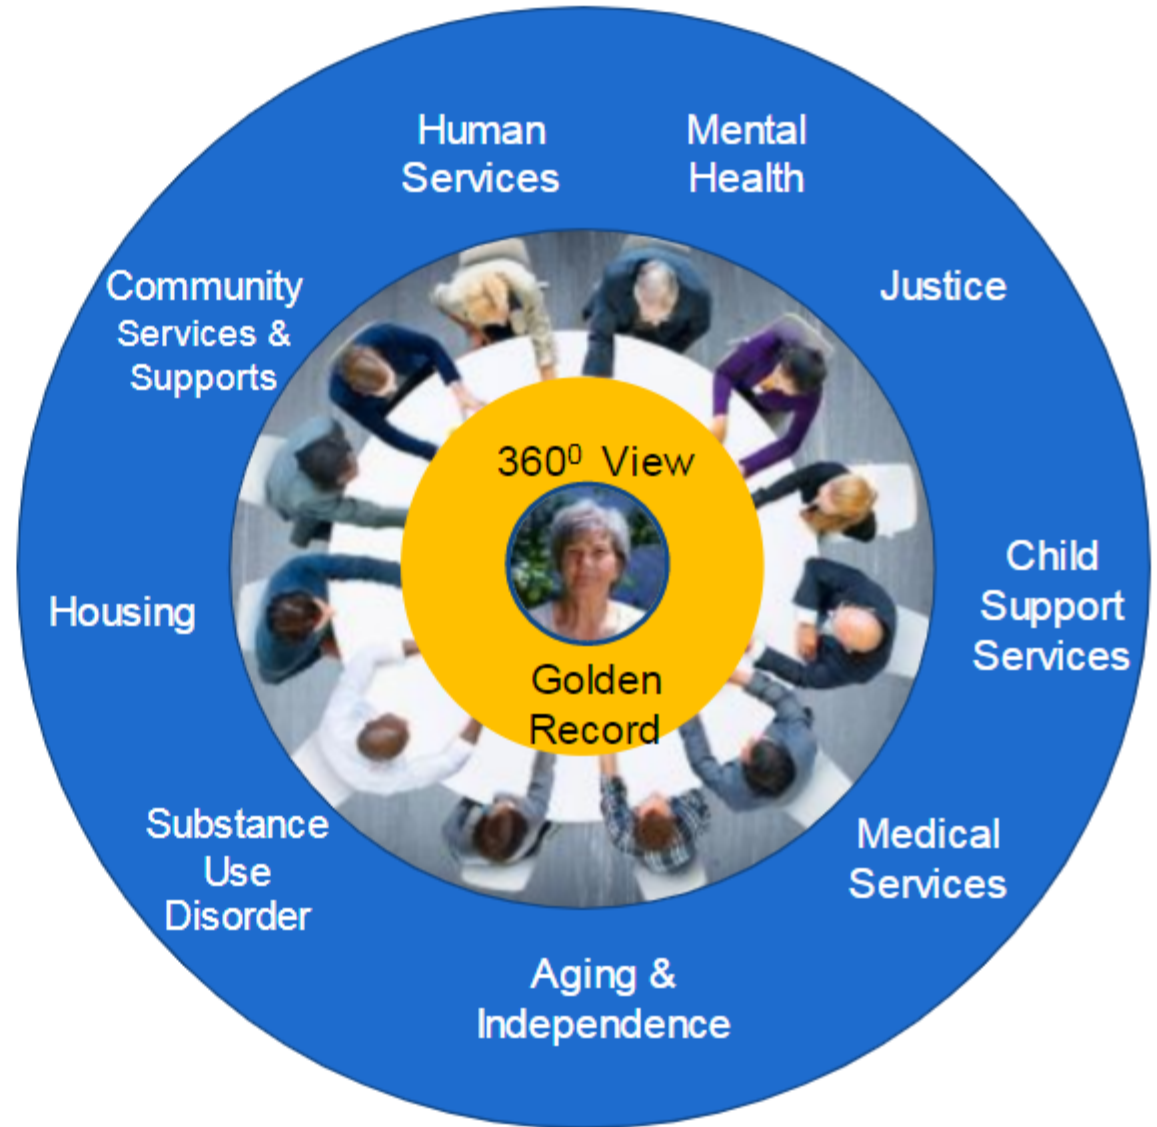 Human
Services
Mental
Health
Justice
Child
Support
Services
Medical
Services
Aging &
Independence
Substance
Use
Disorder
Housing
Community
Services &
Supports
360⁰ View
Golden
Record